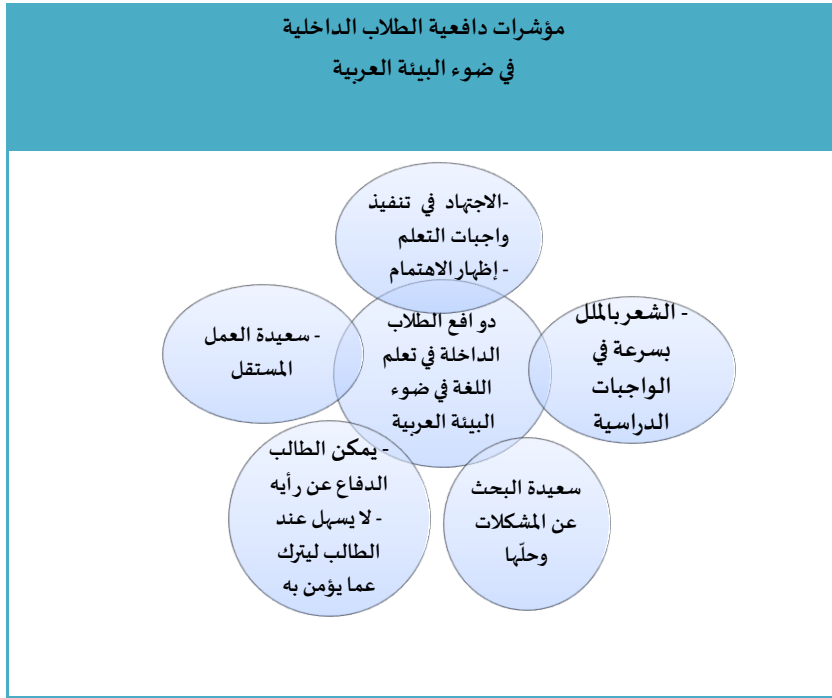 مؤشرات دافعية الطلاب الداخلية
في ضوء البيئة العربية
-الاجتهاد في تنفيذ
واجبات التعلم
- إظهار الاهتمام
- الشعر بالملل
بسرعة في
الواجبات
الدراسية
سعيدة البحث
عن المشكلات
وحلّها
- يمكن الطالب
الدفاع عن رأيه
- لا يسهل عند
الطالب ليترك
عما يؤمن به
- سعيدة العمل
المستقل
دوافع الطلاب
الداخلة في تعلم
اللغة في ضوء
البيئة العربية